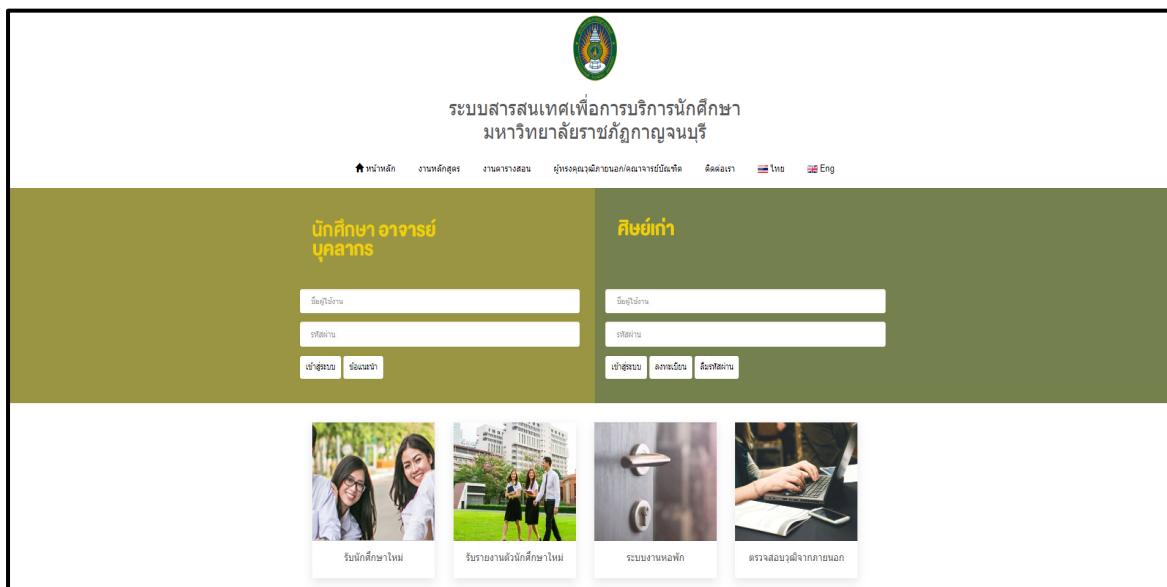 ระบบสารสนเทศเพื่อการบริการนักศึกษา
มหาวิทยาลัยราชภัฏกาญจนบุรี
หน้าหลัก งานหลักสูตร งานตารางสอน ผู้ทรงคุณวุฒิภายนอก/คณาจารย์บัณฑิต ติดต่อเรา ไทย Eng
นักศึกษา อาจารย์
บุคลากร
ชื่อผู้ใช้งาน
รหัสผ่าน
เข้าสู่ระบบ ข้อแนะนำ
ศิษย์เก่า
ชื่อผู้ใช้งาน
รหัสผ่าน
เข้าสู่ระบบ ลงทะเบียน ลืมรหัสผ่าน
รับนักศึกษาใหม่ รับรายงานตัวนักศึกษาใหม่ ระบบงานหอพัก ตรวจสอบวุฒิจากภายนอก